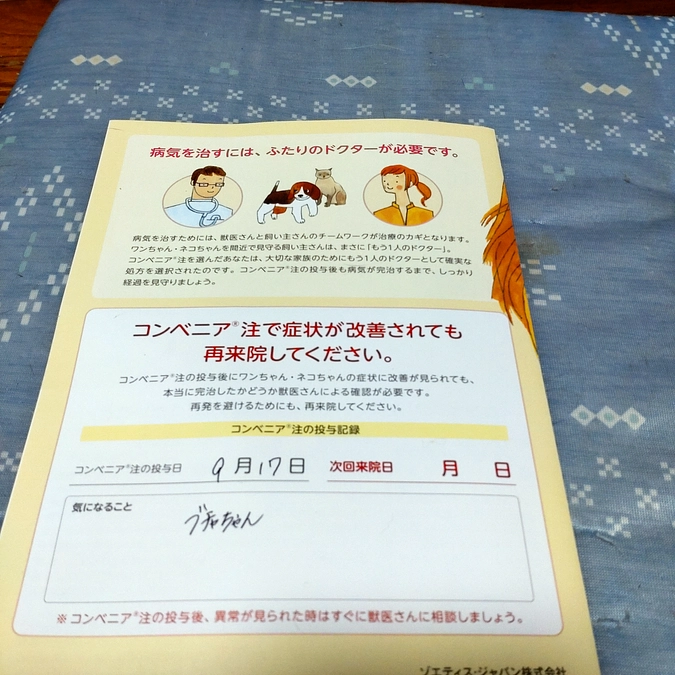 病気を治すには、ふたりのドクターが必要です。
病気を治すためには、獣医さんと飼い主さんのチームワークが治療のカギとなります。
ワンちゃん・ネコちゃんを間近で見守る飼い主さんは、まさに「もう1人のドクター」。
コンベニア®注を選んだあなたは、大切な家族のためにもう1人のドクターとして確実な
処方を選択されたのです。コンベニア®注の投与後も病気が完治するまで、しっかり
経過を見守りましょう。
コンベニア®注で症状が改善されても
再来院してください。
コンベニア®注の投与後にワンちゃん・ネコちゃんの症状に改善が見られても、
本当に完治したかどうか獣医さんによる確認が必要です。
再発を避けるためにも、再来院してください。
コンベニア®注の投与記録
コンベニア®注の投与日 9月17日 次回来院日 月 日
気になること
ブチャちゃん
※コンベニア®注の投与後、異常が見られた時はすぐに獣医さんに相談しましょう。
ゾエティス・ジャパン株式会社